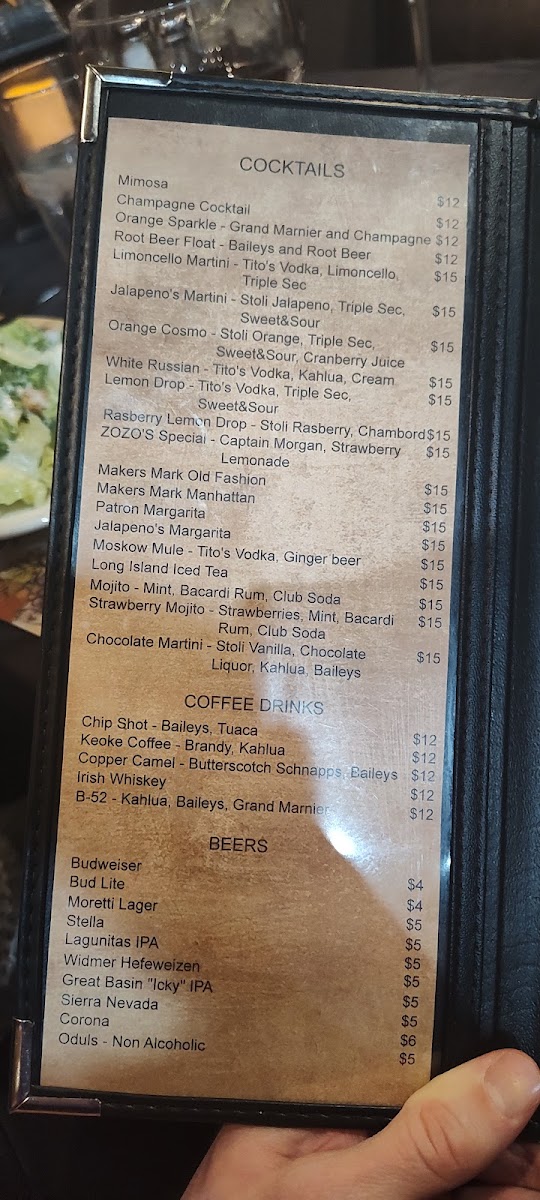 COCKTAILS
Mimosa $12
Champagne Cocktail $12
Orange Sparkle - Grand Marnier and Champagne $12
Root Beer Float - Baileys and Root Beer $12
Limoncello Martini - Tito's Vodka, Limoncello, $15
Triple Sec
Jalapeno's Martini - Stoli Jalapeno, Triple Sec, $15
Sweet&Sour
Orange Cosmo - Stoli Orange, Triple Sec, $15
Sweet&Sour, Cranberry Juice
White Russian - Tito's Vodka, Kahlua, Cream $15
Lemon Drop - Tito's Vodka, Triple Sec, $15
Sweet&Sour
Rasberry Lemon Drop - Stoli Rasberry, Chambord $15
ZOZO'S Special - Captain Morgan, Strawberry $15
Lemonade
Makers Mark Old Fashion $15
Makers Mark Manhattan $15
Patron Margarita $15
Jalapeno's Margarita $15
Moskow Mule - Tito's Vodka, Ginger beer $15
Long Island Iced Tea $15
Mojito - Mint, Bacardi Rum, Club Soda $15
Strawberry Mojito - Strawberries, Mint, Bacardi $15
Rum, Club Soda
Chocolate Martini - Stoli Vanilla, Chocolate $15
Liquor, Kahlua, Baileys
COFFEE DRINKS
Chip Shot - Baileys, Tuaca $12
Keoke Coffee - Brandy, Kahlua $12
Copper Camel - Butterscotch Schnapps, Baileys $12
Irish Whiskey $12
B-52 - Kahlua, Baileys, Grand Marnier $12
BEERS
Budweiser $4
Bud Lite $4
Moretti Lager $5
Stella $5
Lagunitas IPA $5
Widmer Hefeweizen $5
Great Basin "Icky" IPA $5
Sierra Nevada $5
Corona $6
Oduls - Non Alcoholic $5